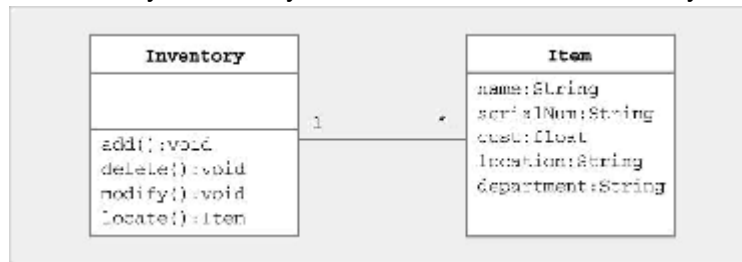 Inventory
add():void
delete():void
modify():void
locate():Item
1
*
Item
name:String
serialNum:String
cost:float
location:String
department:String